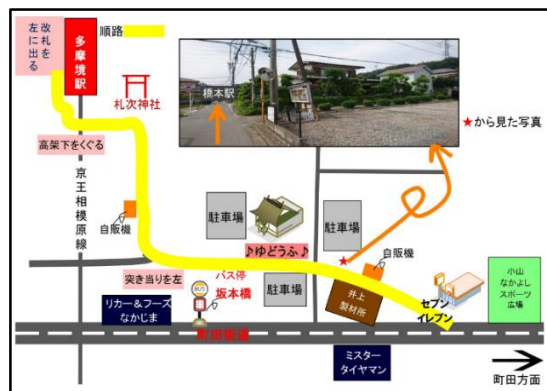 改札を
左に出る
多摩境駅
順路
札次神社
橋本駅
★から見た写真
高架下をくぐる
京王相模原線
自販機
駐車場
♪ゆどうふ♪
駐車場
自販機
突き当りを左
バス停
坂本橋
BUS
駐車場
井上
製材所
セブン
イレブン
小山
なかよし
スポーツ
広場
リカー&フーズ
なかじま
町田街道
ミスター
タイヤマン
町田方面